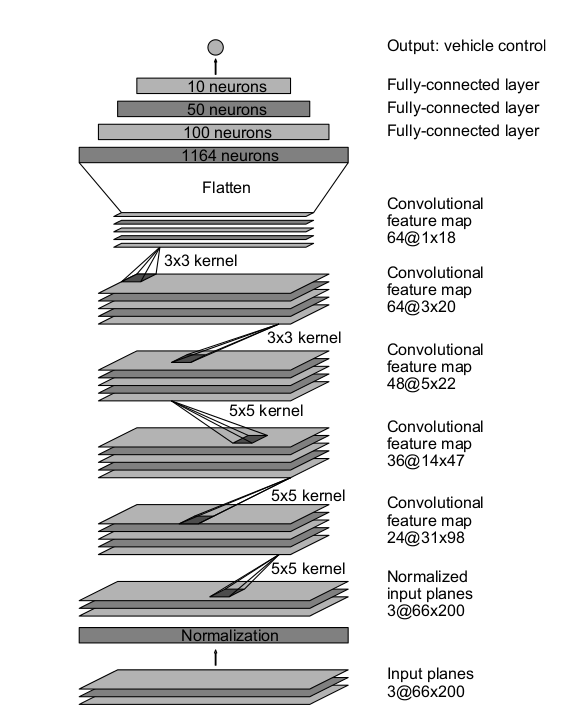 Output: vehicle control
10 neurons
Fully-connected layer
50 neurons
Fully-connected layer
100 neurons
Fully-connected layer
1164 neurons
Flatten
Convolutional
feature map
64@1x18
3x3 kernel
Convolutional
feature map
64@3x20
3x3 kernel
Convolutional
feature map
48@5x22
5x5 kernel
Convolutional
feature map
36@14x47
5x5 kernel
Convolutional
feature map
24@31x98
5x5 kernel
Normalized
input planes
3@66x200
Normalization
Input planes
3@66x200